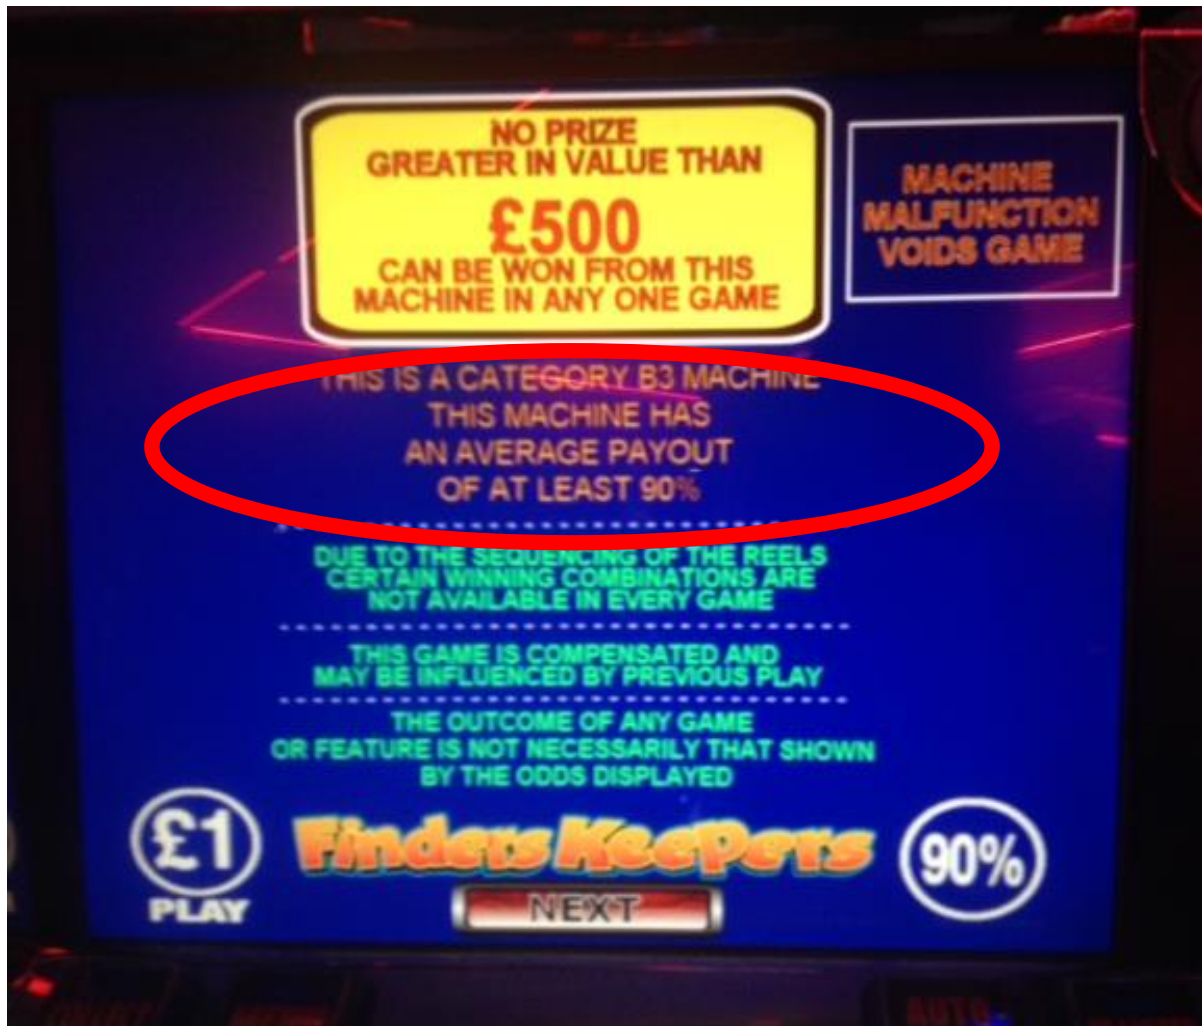 NO PRIZE
GREATER IN VALUE THAN
£500
CAN BE WON FROM THIS
MACHINE IN ANY ONE GAME
MACHINE
MALFUNCTION
VOIDS GAME
THIS IS A CATEGORY B3 MACHINE
THIS MACHINE HAS
AN AVERAGE PAYOUT
OF AT LEAST 90%
DUE TO THE SEQUENCING OF THE REELS
CERTAIN WINNING COMBINATIONS ARE
NOT AVAILABLE IN EVERY GAME
THIS GAME IS COMPENSATED AND
MAY BE INFLUENCED BY PREVIOUS PLAY
THE OUTCOME OF ANY GAME
OR FEATURE IS NOT NECESSARILY THAT SHOWN
BY THE ODDS DISPLAYED
£1
PLAY
Finders Keepers
90%
NEXT
AUTO